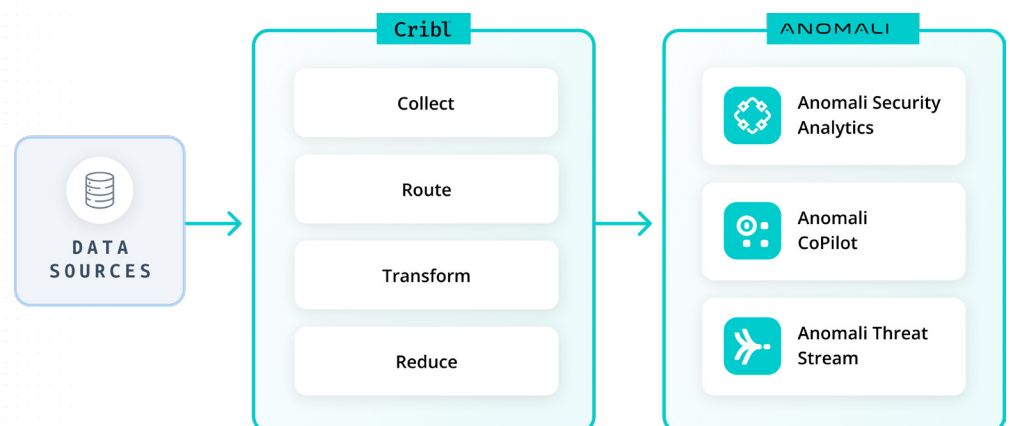 DATA
SOURCES
Cribl
Collect
Route
Transform
Reduce
ANOMALI
Anomali Security
Analytics
Anomali
CoPilot
Anomali Threat
Stream